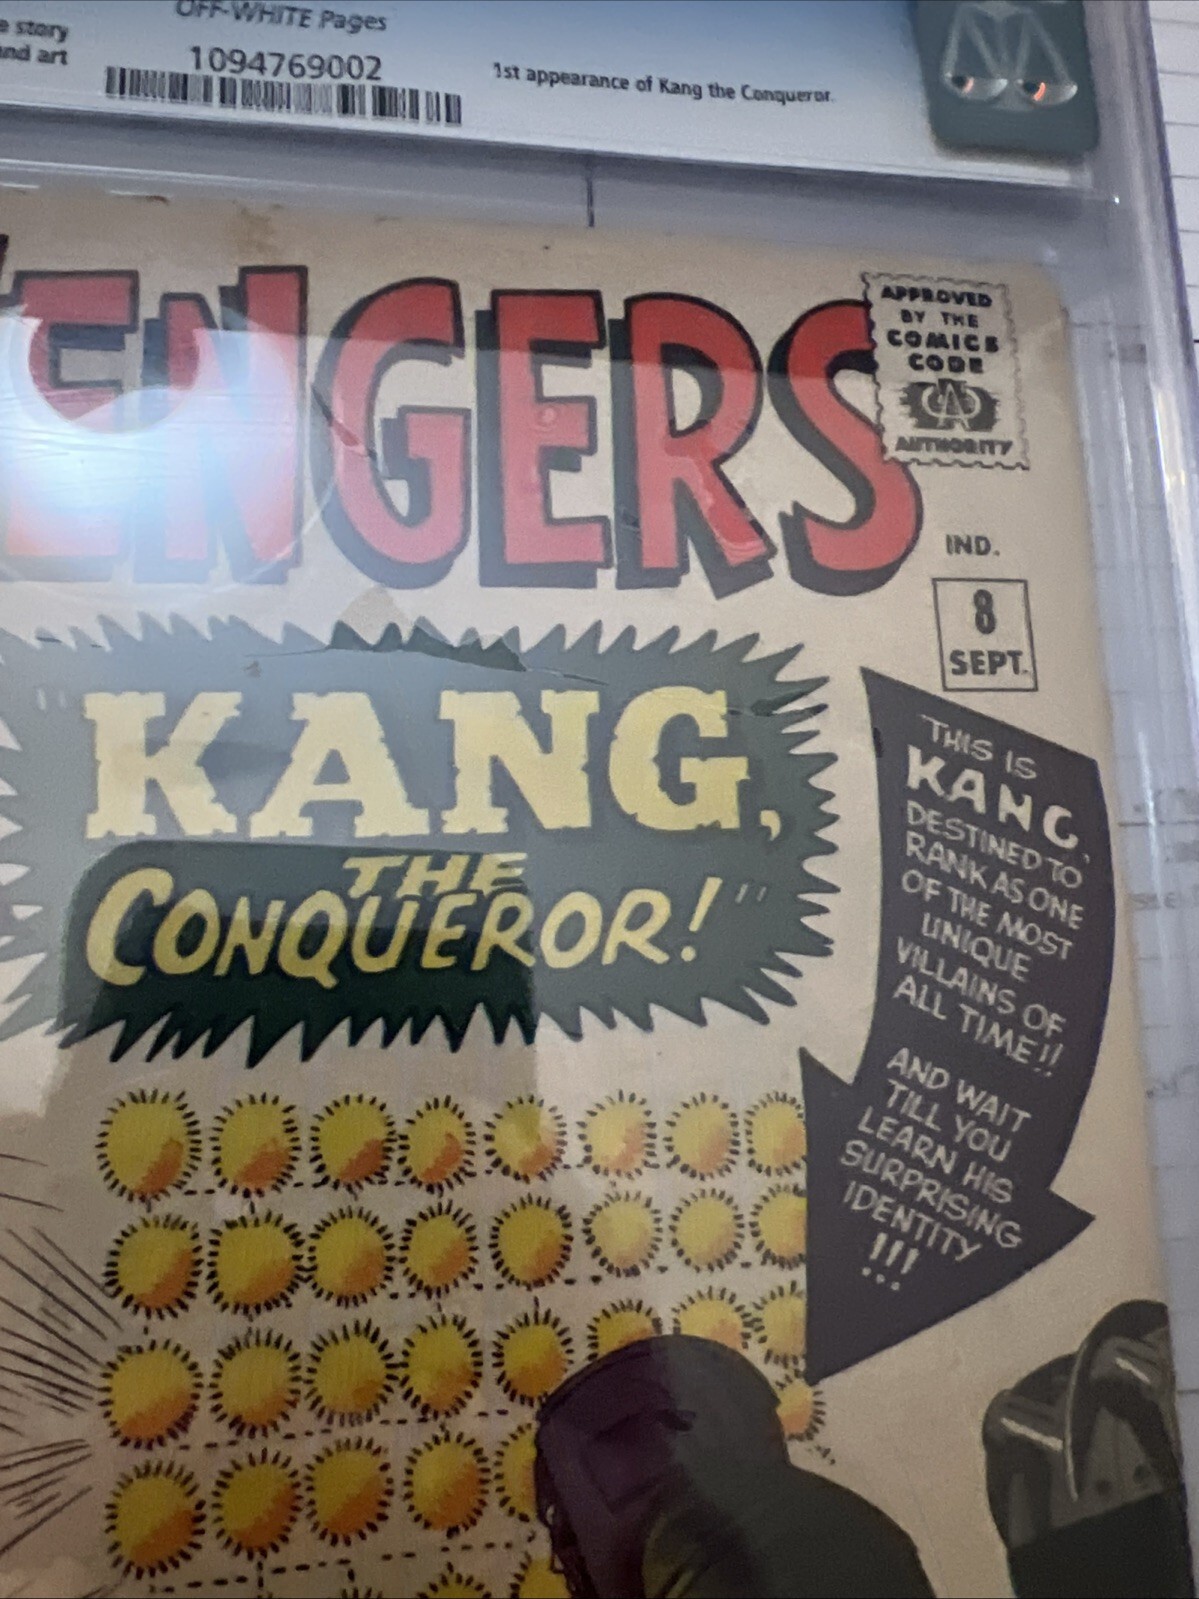 OFF-WHITE Pages
story
and art
1094769002
1st appearance of Kang the Conqueror.
ENGERS
APPROVED
BY THE
COMICS
CODE
CA
AUTHORITY
IND.
8
SEPT.
"KANG,
THE
CONQUEROR!"
THIS IS
KANG,
DESTINED TO
RANK AS ONE
OF THE MOST
UNIQUE
VILLAINS OF
ALL TIME!!
AND WAIT
TILL YOU
LEARN HIS
SURPRISING
IDENTITY
!!!